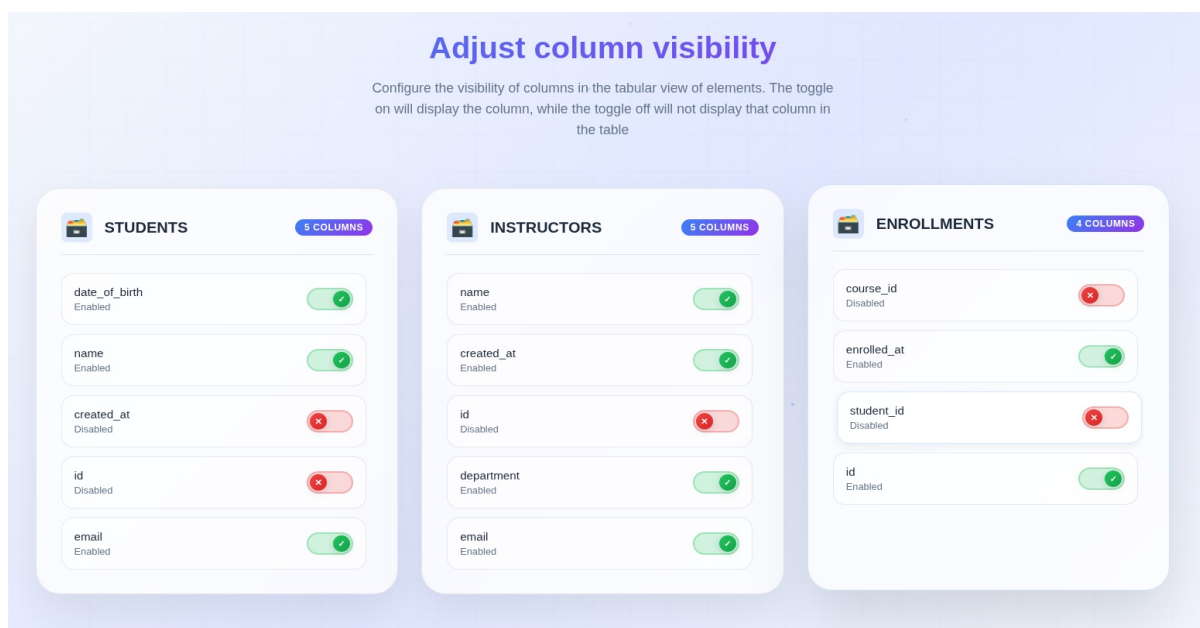 Adjust column visibility
Configure the visibility of columns in the tabular view of elements. The toggle
on will display the column, while the toggle off will not display that column in
the table
STUDENTS
5 COLUMNS
date_of_birth
Enabled
name
Enabled
created_at
Disabled
id
Disabled
email
Enabled
INSTRUCTORS
5 COLUMNS
name
Enabled
created_at
Enabled
id
Disabled
department
Enabled
email
Enabled
ENROLLMENTS
4 COLUMNS
course_id
Disabled
enrolled_at
Enabled
student_id
Disabled
id
Enabled